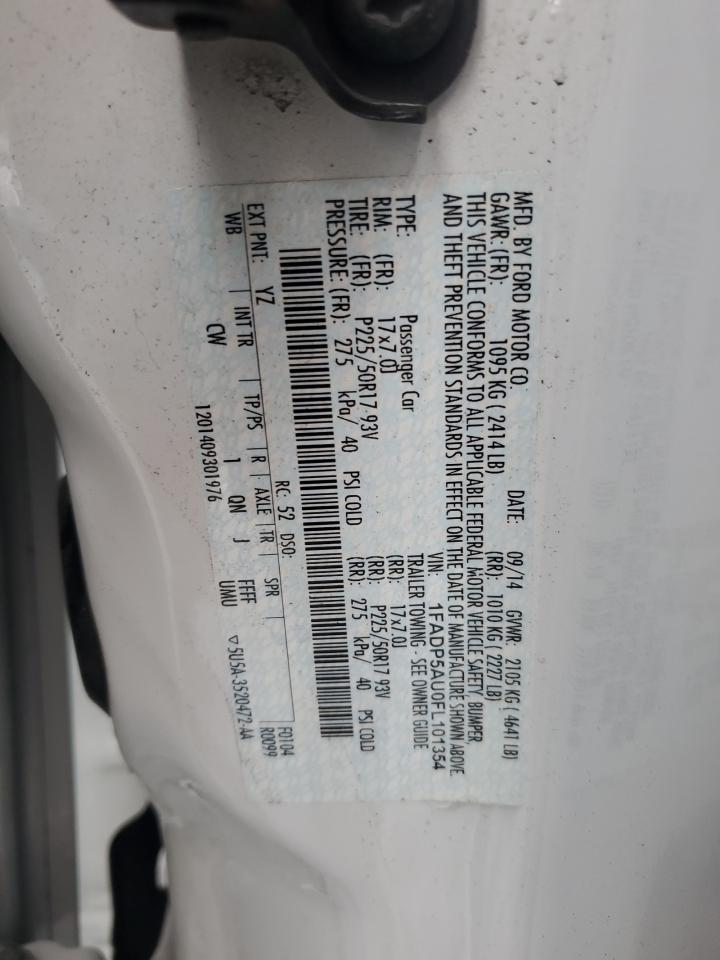 MFD. BY FORD MOTOR CO. DATE: 09/14 GVWR: 2105 KG ( 4641 LB)
GAWR: (FR): 1095 KG ( 2414 LB) (RR): 1010 KG ( 2227 LB)
THIS VEHICLE CONFORMS TO ALL APPLICABLE FEDERAL MOTOR VEHICLE SAFETY, BUMPER,
AND THEFT PREVENTION STANDARDS IN EFFECT ON THE DATE OF MANUFACTURE SHOWN ABOVE.
VIN: 1FADP5AU0FL101354
TYPE: Passenger Car TRAILER TOWING - SEE OWNER GUIDE
RIM: (FR): 17x7.0J (RR): 17x7.0J
TIRE: (FR): P225/50R17 93V (RR): P225/50R17 93V
PRESSURE: (FR): 275 kPa/ 40 PSI COLD (RR): 275 kPa/ 40 PSI COLD
RC: 52 DSO: F0104
EXT PNT: YZ R0099
WB | INT TR | TP/PS | R | AXLE | TR | SPR |
CW 1 QN J FFFF
1201409301976 UMU ▽5U5A-3520472-AA